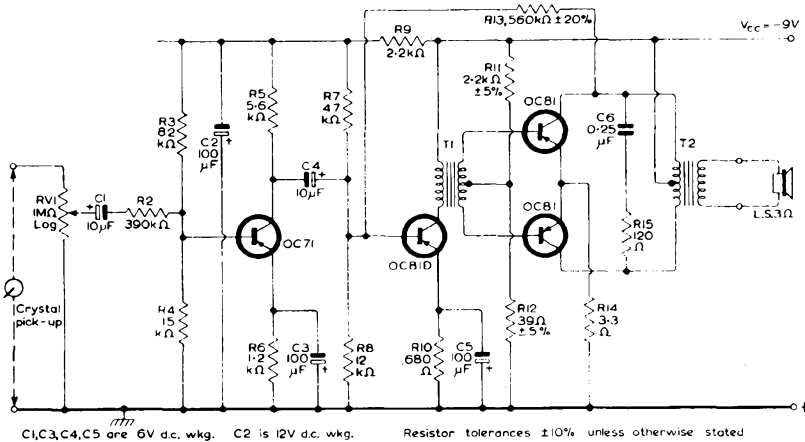 R13,560kΩ ±20%
VCC = -9V
R9
2.2kΩ
R11
2.2kΩ
±5%
OC81
R3
82
kΩ
R5
5.6
kΩ
R7
47
kΩ
C2
100
µF
+
C4
+
10µF
T1
C6
0.25
µF
T2
RV1
1MΩ
Log
C1
+
10µF
R2
390kΩ
OC71
OC81D
OC81
R15
120
Ω
L.S.3Ω
Crystal
pick-up
R4
15
kΩ
R6
1.2
kΩ
C3
100
µF
+
R8
12
kΩ
R10
680
Ω
C5
100
µF
+
R12
39Ω
±5%
R14
3.3
Ω
+
C1,C3,C4,C5 are 6V d.c. wkg. C2 is 12V d.c. wkg. Resistor tolerances ±10% unless otherwise stated